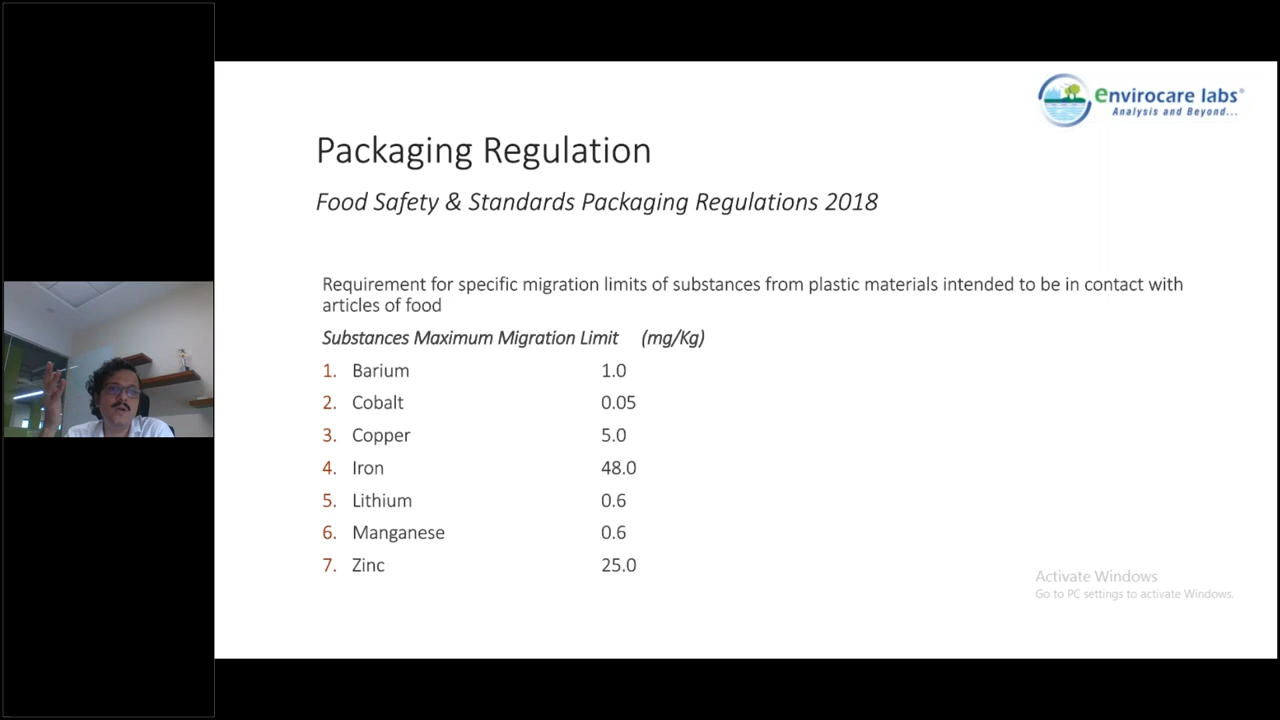 envirocare labs®
Analysis and Beyond...
Packaging Regulation
Food Safety & Standards Packaging Regulations 2018
Requirement for specific migration limits of substances from plastic materials intended to be in contact with
articles of food
Substances Maximum Migration Limit (mg/Kg)
1. Barium 1.0
2. Cobalt 0.05
3. Copper 5.0
4. Iron 48.0
5. Lithium 0.6
6. Manganese 0.6
7. Zinc 25.0
Activate Windows
Go to PC settings to activate Windows.